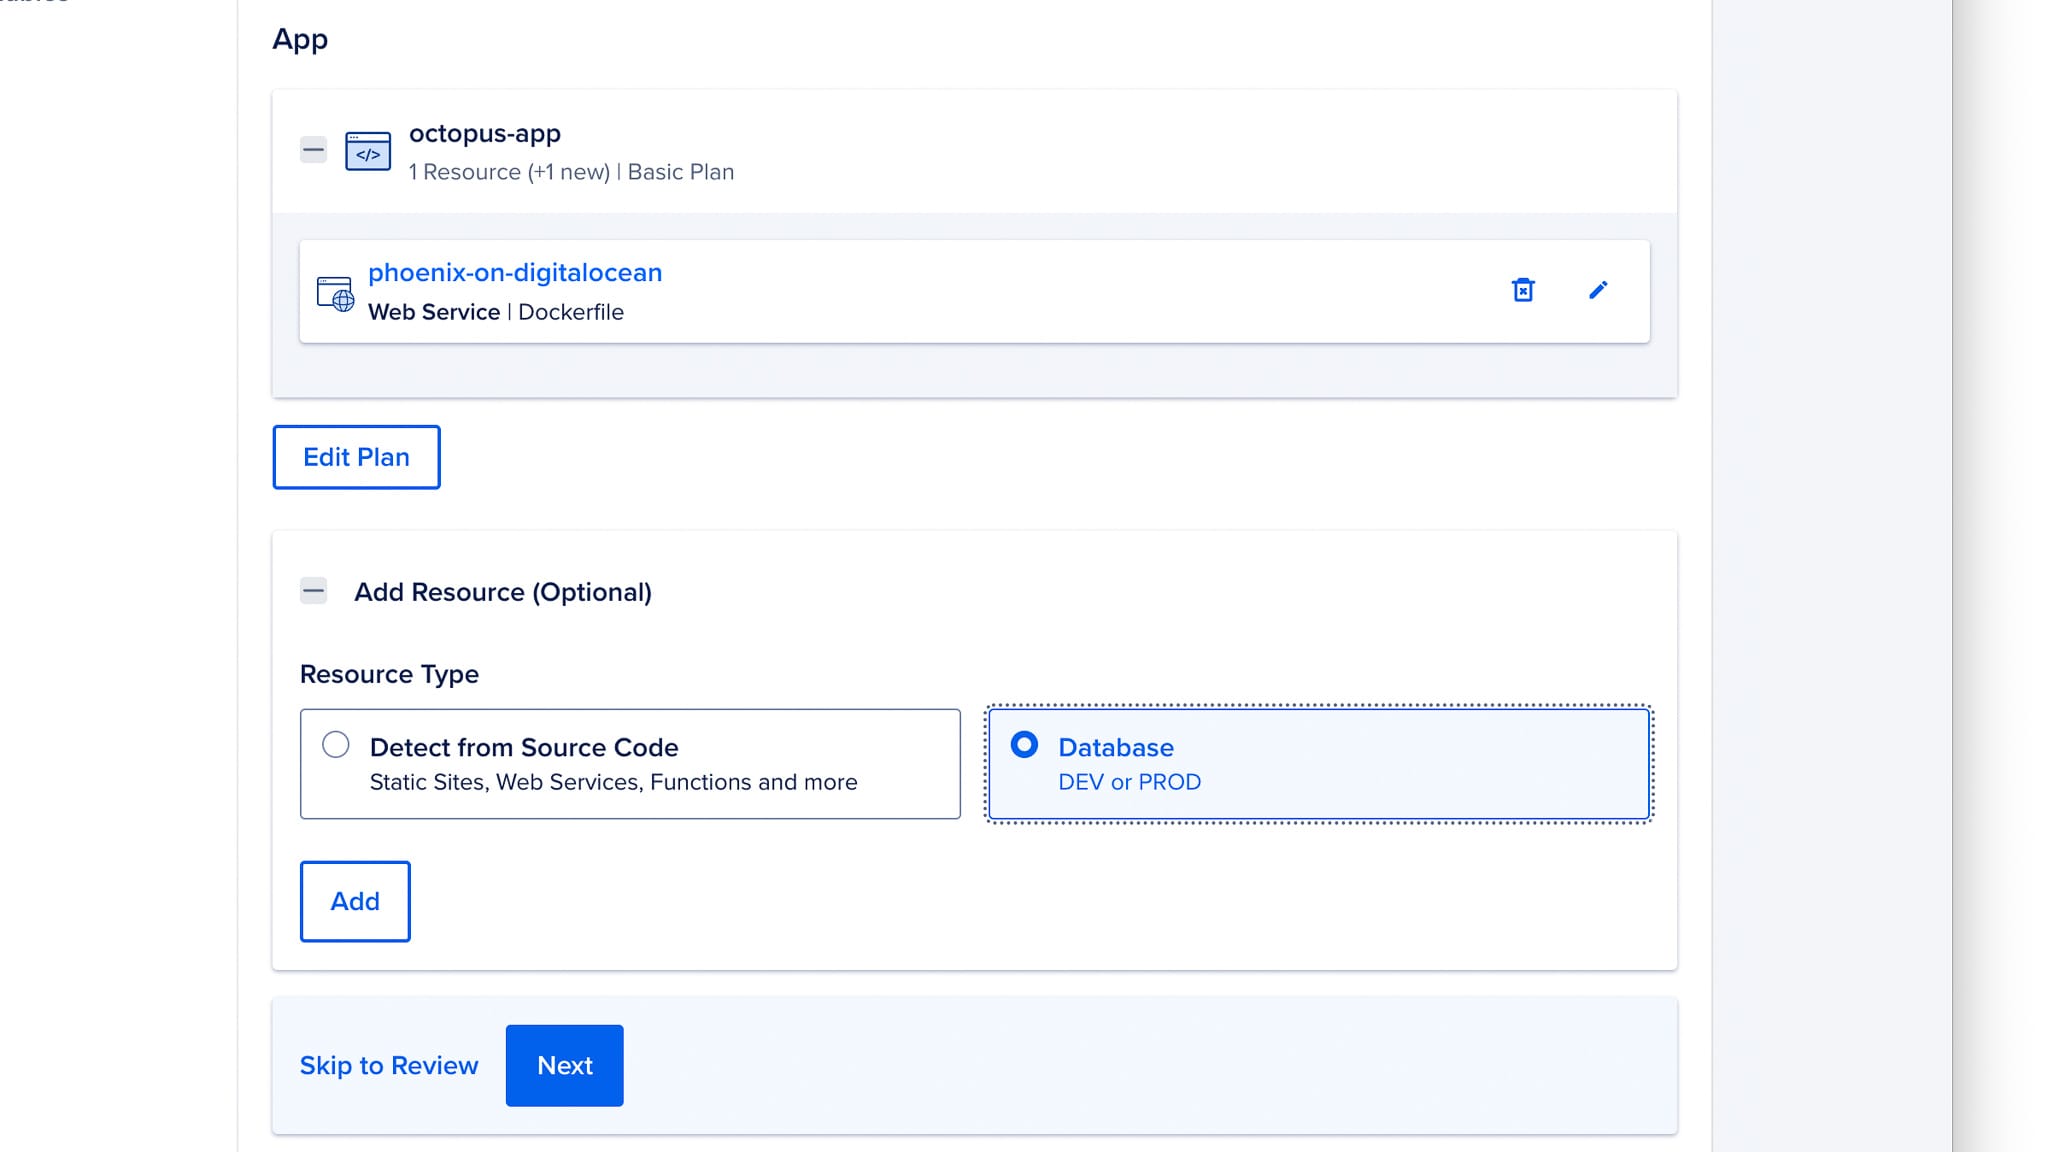 App
octopus-app
1 Resource (+1 new) | Basic Plan
</>
phoenix-on-digitalocean
Web Service | Dockerfile
Edit Plan
Add Resource (Optional)
Resource Type
Detect from Source Code
Static Sites, Web Services, Functions and more
Database
DEV or PROD
Add
Skip to Review
Next